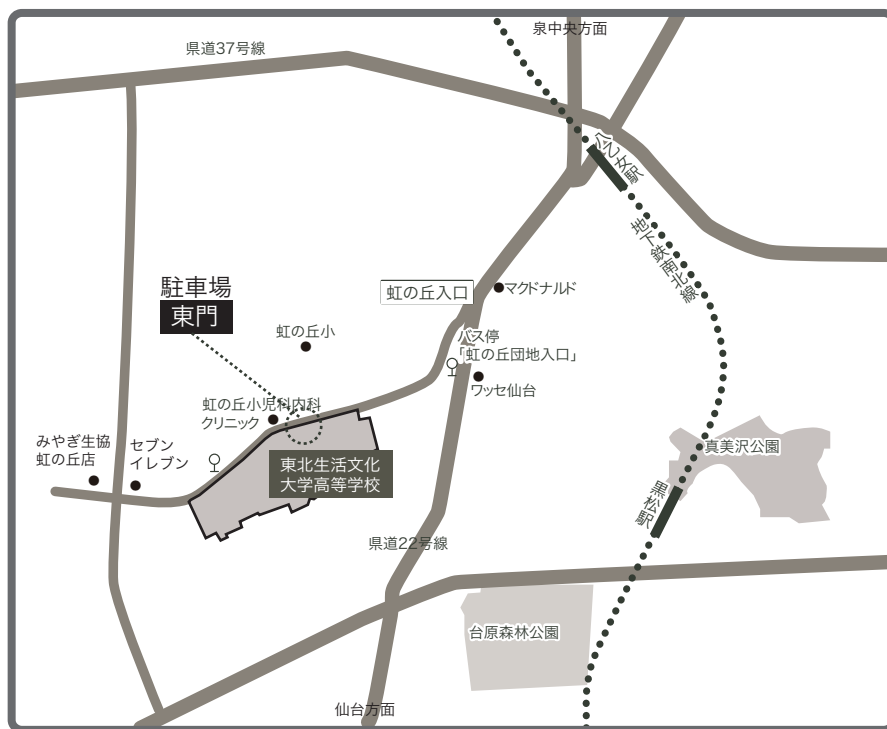 泉中央方面
県道37号線
八乙女駅
地下鉄南北線
駐車場
東門
虹の丘入口
マクドナルド
虹の丘小
バス停
「虹の丘団地入口」
ワッセ仙台
虹の丘小児科内科
クリニック
みやぎ生協
虹の丘店
セブン
イレブン
東北生活文化
大学高等学校
真美沢公園
黒松駅
県道22号線
台原森林公園
仙台方面